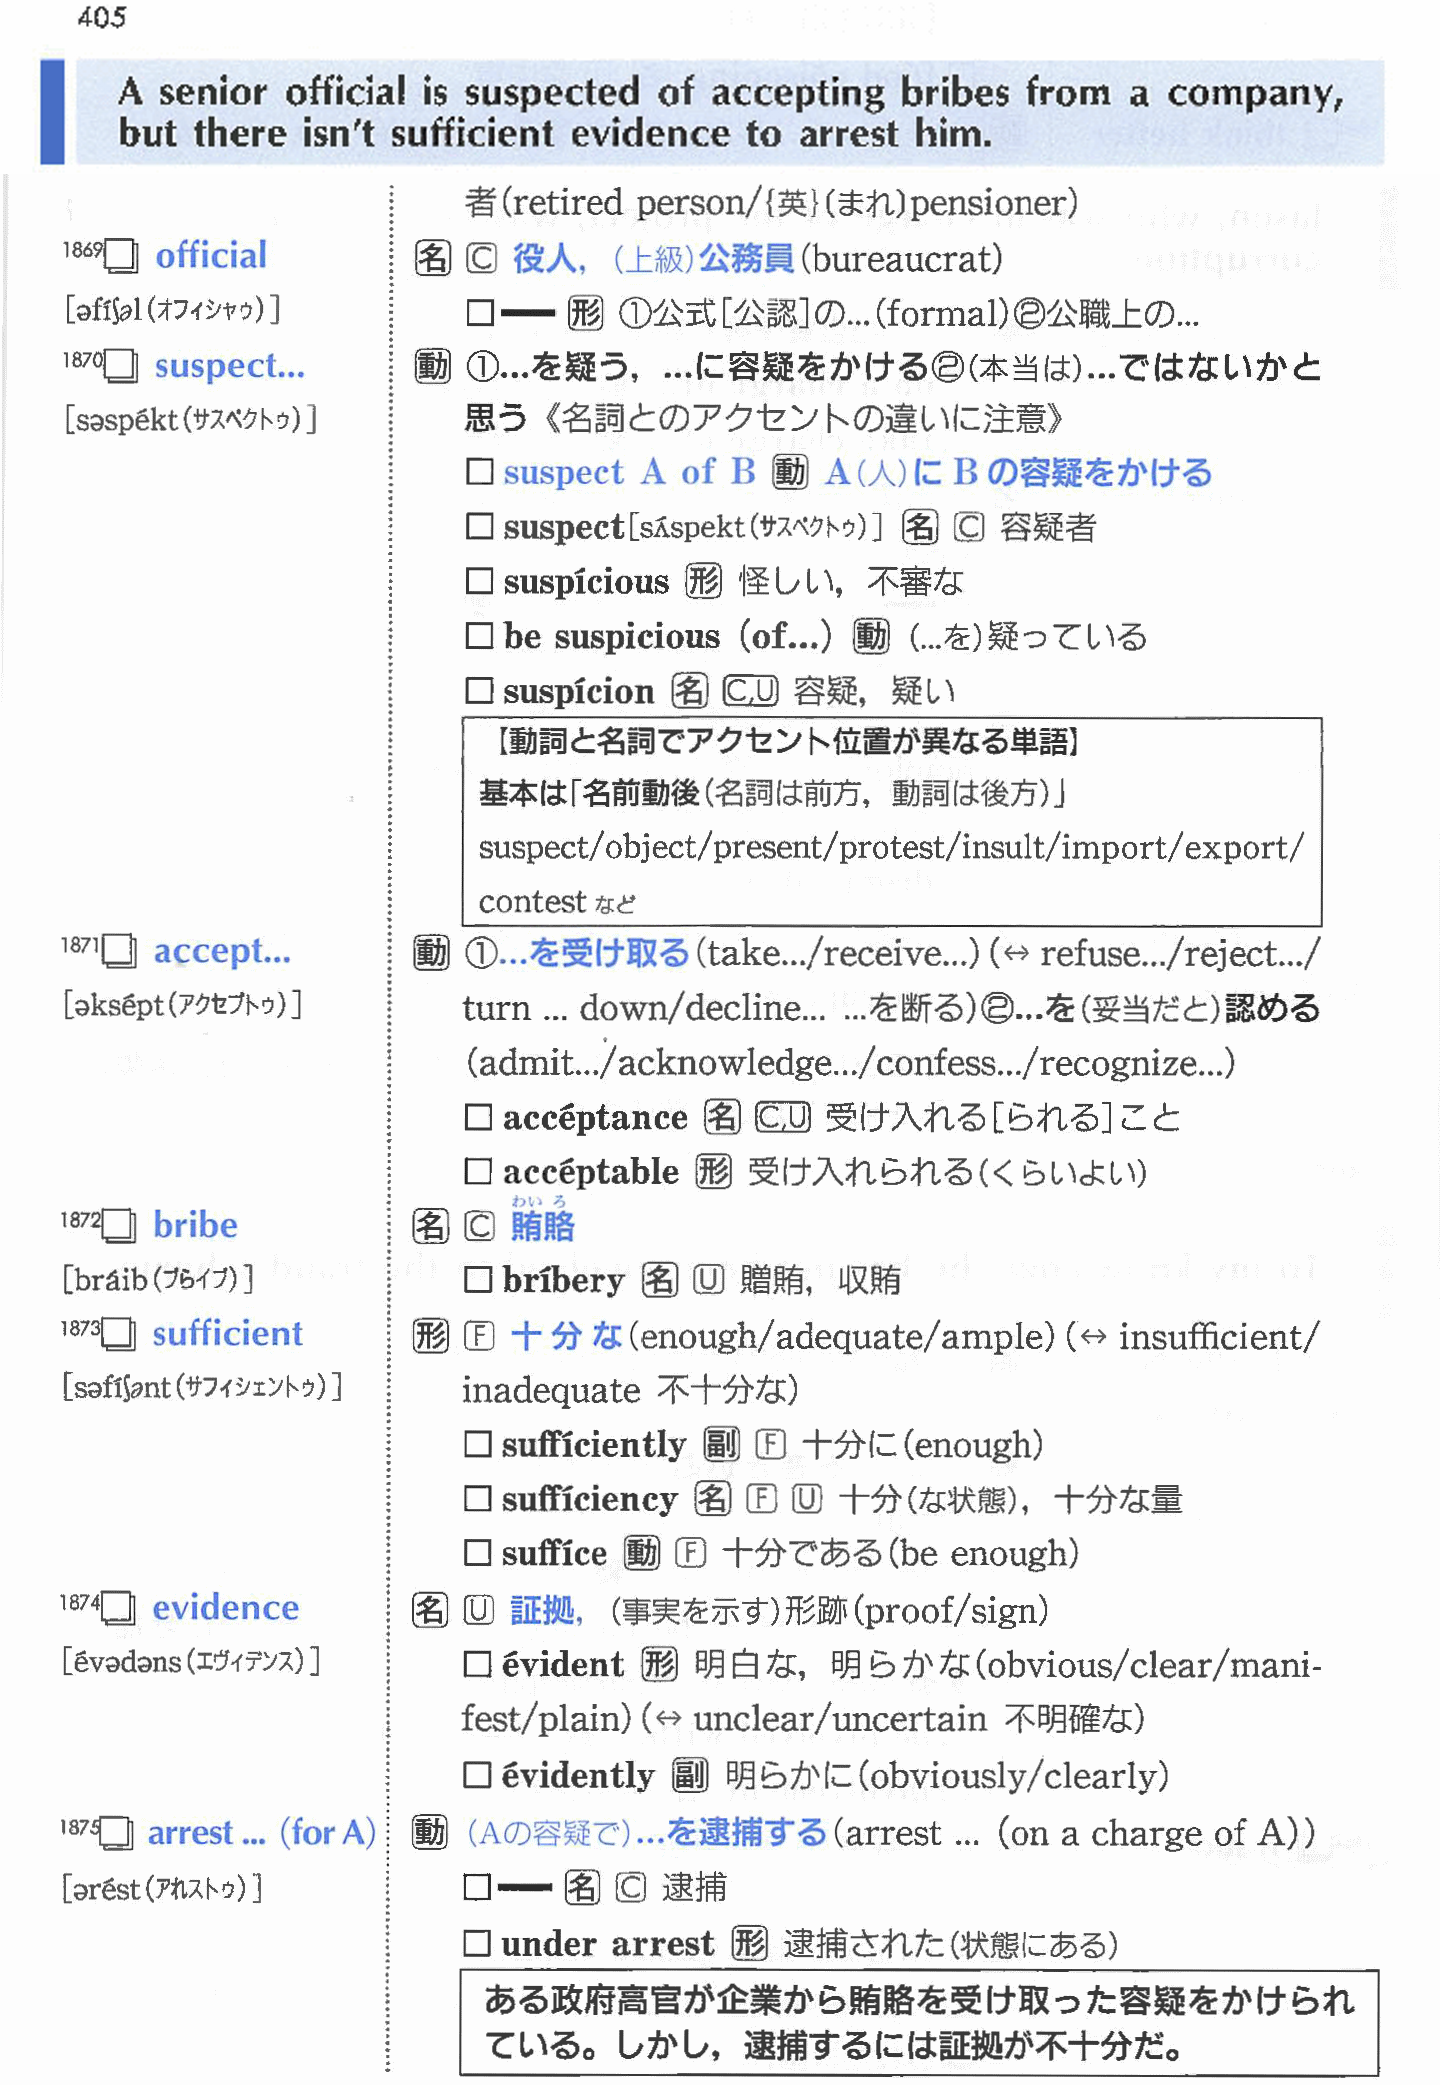 405
A senior official is suspected of accepting bribes from a company,
but there isn't sufficient evidence to arrest him.
者(retired person/{英}(まれ)pensioner)
1869 official 名 C 役人，(上級)公務員(bureaucrat)
[əfíʃəl(オフィシャゥ)] □━ 形 ①公式[公認]の…(formal)②公職上の…
1870 suspect... 動 ①...を疑う，...に容疑をかける②(本当は)...ではないかと
[səspékt(サスペクトゥ)] 思う《名詞とのアクセントの違いに注意》
□ suspect A of B 動 A(人)に B の容疑をかける
□ suspect[sʌ́spekt(サスペクトゥ)] 名 C 容疑者
□ suspícious 形 怪しい，不審な
□ be suspicious (of...) 動 (...を)疑っている
□ suspícion 名 C,U 容疑，疑い
【動詞と名詞でアクセント位置が異なる単語】
基本は「名前動後(名詞は前方，動詞は後方)」
suspect/object/present/protest/insult/import/export/
contest など
1871 accept... 動 ①...を受け取る(take.../receive...)(↔ refuse.../reject.../
[əksépt(アクセプトゥ)] turn ... down/decline... ...を断る)②...を(妥当だと)認める
(admit.../acknowledge.../confess.../recognize...)
□ accéptance 名 C,U 受け入れる[られる]こと
□ accéptable 形 受け入れられる(くらいよい)
わいろ
1872 bribe 名 C 賄賂
[bráib(ブらイブ)] □ bríbery 名 U 贈賄，収賄
1873 sufficient 形 F 十分な(enough/adequate/ample)(↔ insufficient/
[səfíʃənt(サフィシェントゥ)] inadequate 不十分な)
□ suffíciently 副 F 十分に(enough)
□ suffíciency 名 F U 十分(な状態)，十分な量
□ suffíce 動 F 十分である(be enough)
1874 evidence 名 U 証拠，(事実を示す)形跡(proof/sign)
[évədəns(エヴィデンス)] □ évident 形 明白な，明らかな(obvious/clear/mani-
fest/plain)(↔ unclear/uncertain 不明確な)
□ évidently 副 明らかに(obviously/clearly)
1875 arrest ... (for A) 動 (Aの容疑で)...を逮捕する(arrest ... (on a charge of A))
[ərést(アれストゥ)] □━ 名 C 逮捕
□ under arrest 形 逮捕された(状態にある)
ある政府高官が企業から賄賂を受け取った容疑をかけられ
ている。しかし，逮捕するには証拠が不十分だ。